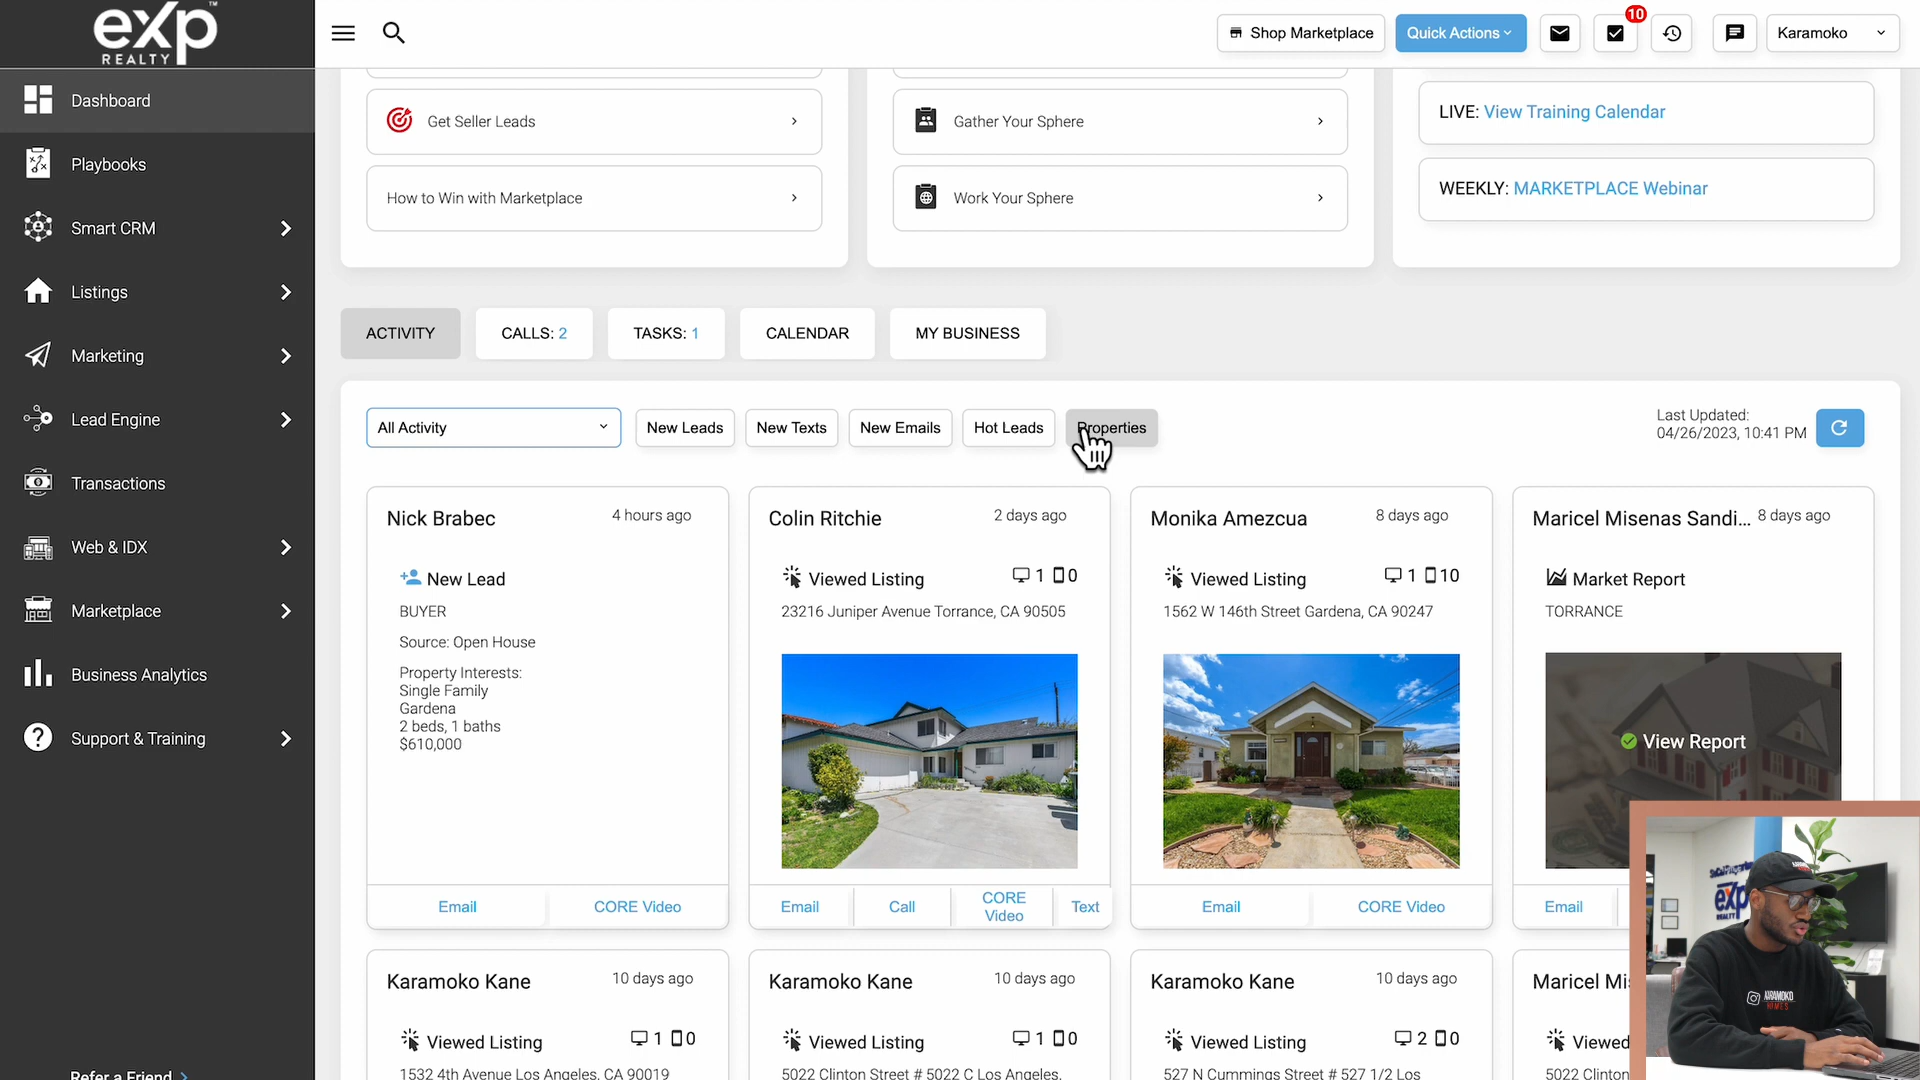 eXp™
REALTY
Shop Marketplace
Quick Actions
10
Karamoko
Dashboard
Playbooks
Smart CRM
Listings
Marketing
Lead Engine
Transactions
Web & IDX
Marketplace
Business Analytics
Support & Training
Refer a Friend
Get Seller Leads
How to Win with Marketplace
Gather Your Sphere
Work Your Sphere
LIVE: View Training Calendar
WEEKLY: MARKETPLACE Webinar
ACTIVITY
CALLS: 2
TASKS: 1
CALENDAR
MY BUSINESS
All Activity
New Leads
New Texts
New Emails
Hot Leads
Properties
Last Updated:
04/26/2023, 10:41 PM
Nick Brabec
4 hours ago
New Lead
BUYER
Source: Open House
Property Interests:
Single Family
Gardena
2 beds, 1 baths
$610,000
Email
CORE Video
Colin Ritchie
2 days ago
Viewed Listing
1
0
23216 Juniper Avenue Torrance, CA 90505
Email
Call
CORE
Video
Text
Monika Amezcua
8 days ago
Viewed Listing
1
10
1562 W 146th Street Gardena, CA 90247
Email
CORE Video
Maricel Misenas Sandi...
8 days ago
Market Report
TORRANCE
View Report
Email
Karamoko Kane
10 days ago
Viewed Listing
1
0
1532 4th Avenue Los Angeles, CA 90019
Karamoko Kane
10 days ago
Viewed Listing
1
0
5022 Clinton Street # 5022 C Los Angeles,
Karamoko Kane
10 days ago
Viewed Listing
2
0
527 N Cummings Street # 527 1/2 Los
Maricel Mi
Viewed
5022 Clinton
eXp
REALTY
KARAMOKO
HOMES